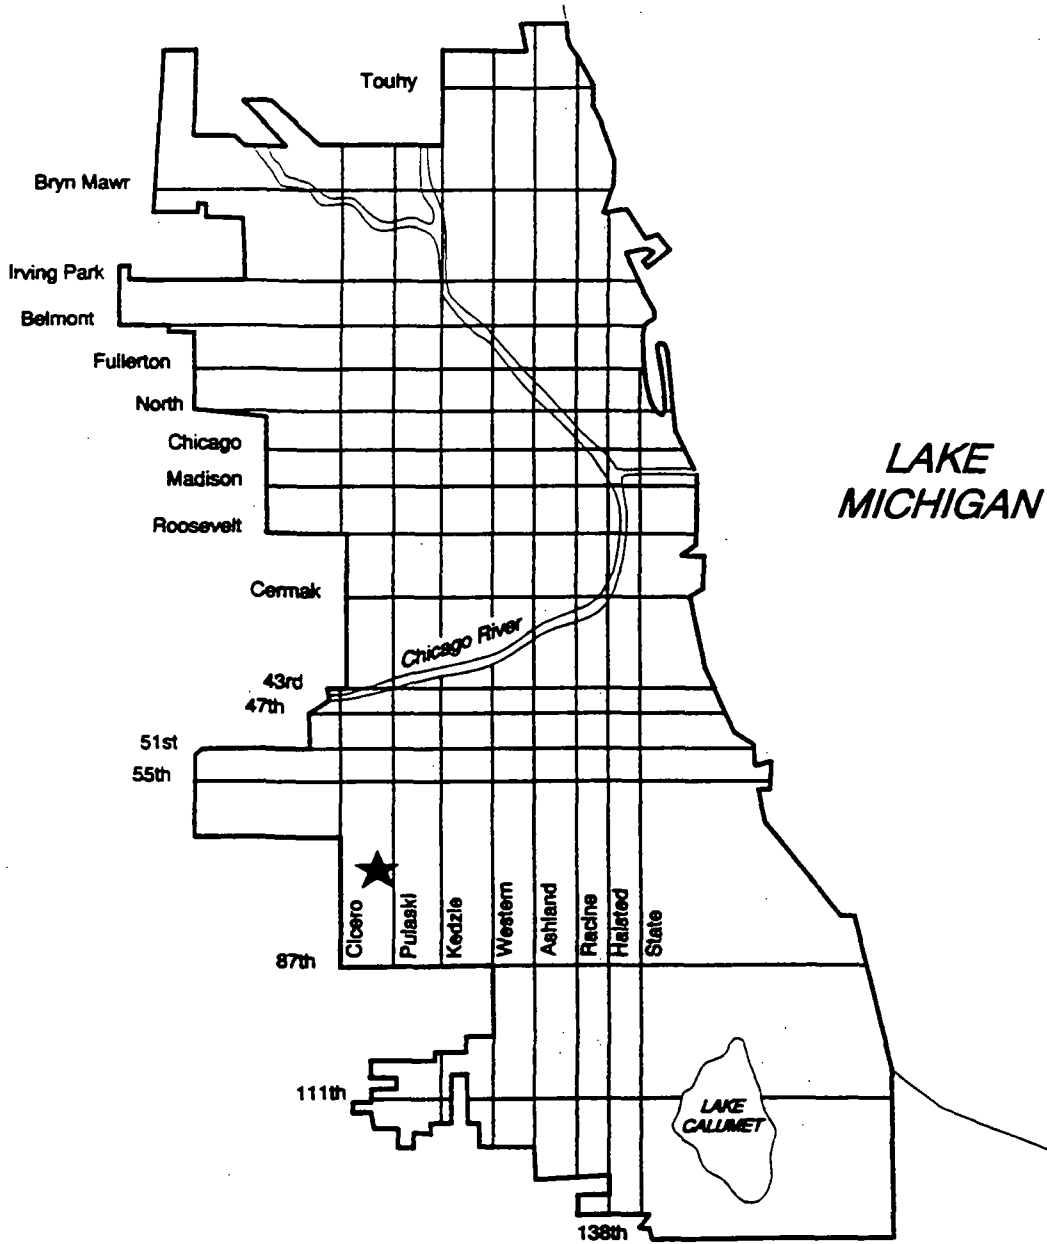 Touhy
Bryn Mawr
Irving Park
Belmont
Fullerton
North
Chicago
Madison
Roosevelt
LAKE
MICHIGAN
Cermak
Chicago River
43rd
47th
51st
55th
Cicero
Pulaski
Kedzie
Western
Ashland
Racine
Halsted
State
87th
111th
LAKE
CALUMET
138th